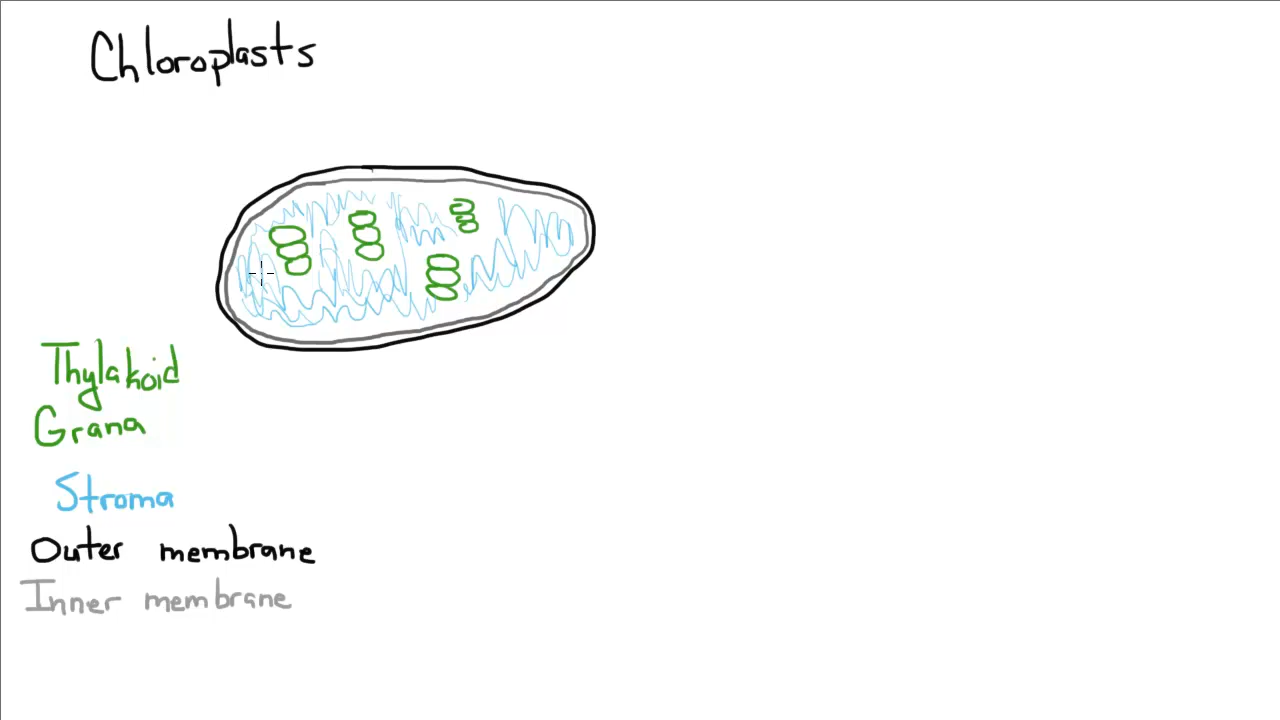 Chloroplasts
Thylakoid
Grana
Stroma
Outer membrane
Inner membrane